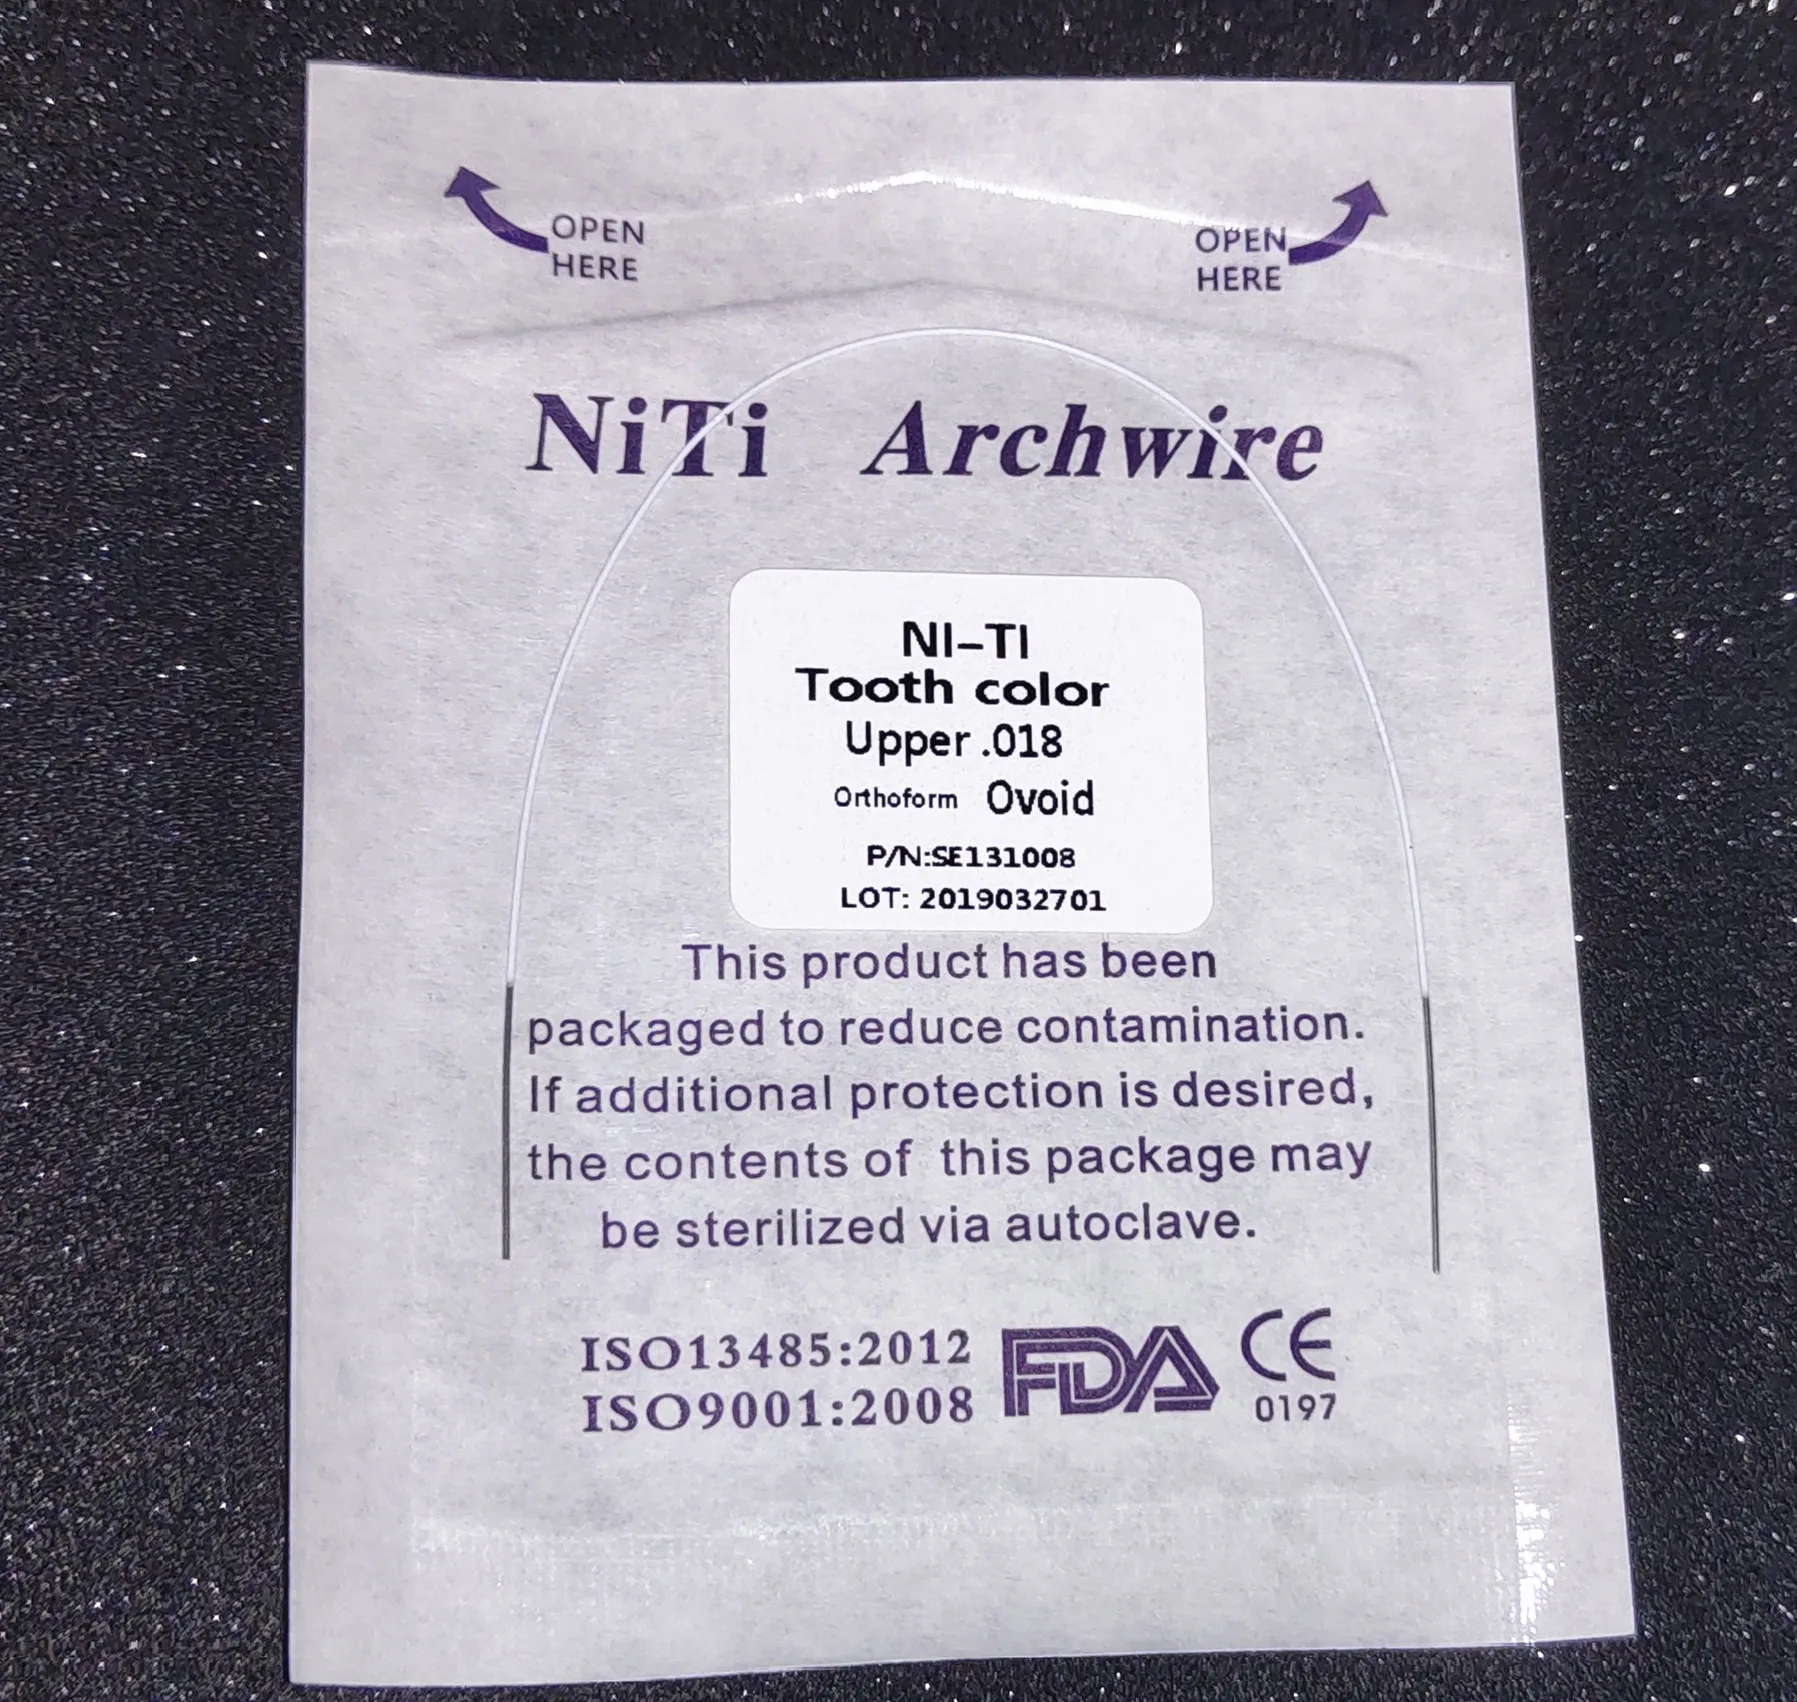 OPEN
HERE
OPEN
HERE
NiTi Archwire
NI-TI
Tooth color
Upper .018
Orthoform Ovoid
P/N:SE131008
LOT: 2019032701
This product has been
packaged to reduce contamination.
If additional protection is desired,
the contents of this package may
be sterilized via autoclave.
ISO13485:2012
ISO9001:2008
FDA
CE
0197